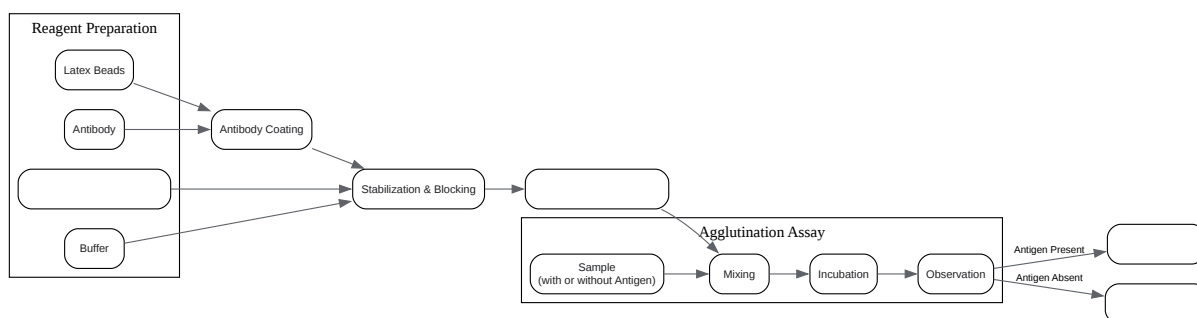 Reagent Preparation
Latex Beads
Antibody
Antibody Coating
Stabilization & Blocking
Buffer
Agglutination Assay
Sample
(with or without Antigen)
Mixing
Incubation
Observation
Antigen Present
Antigen Absent